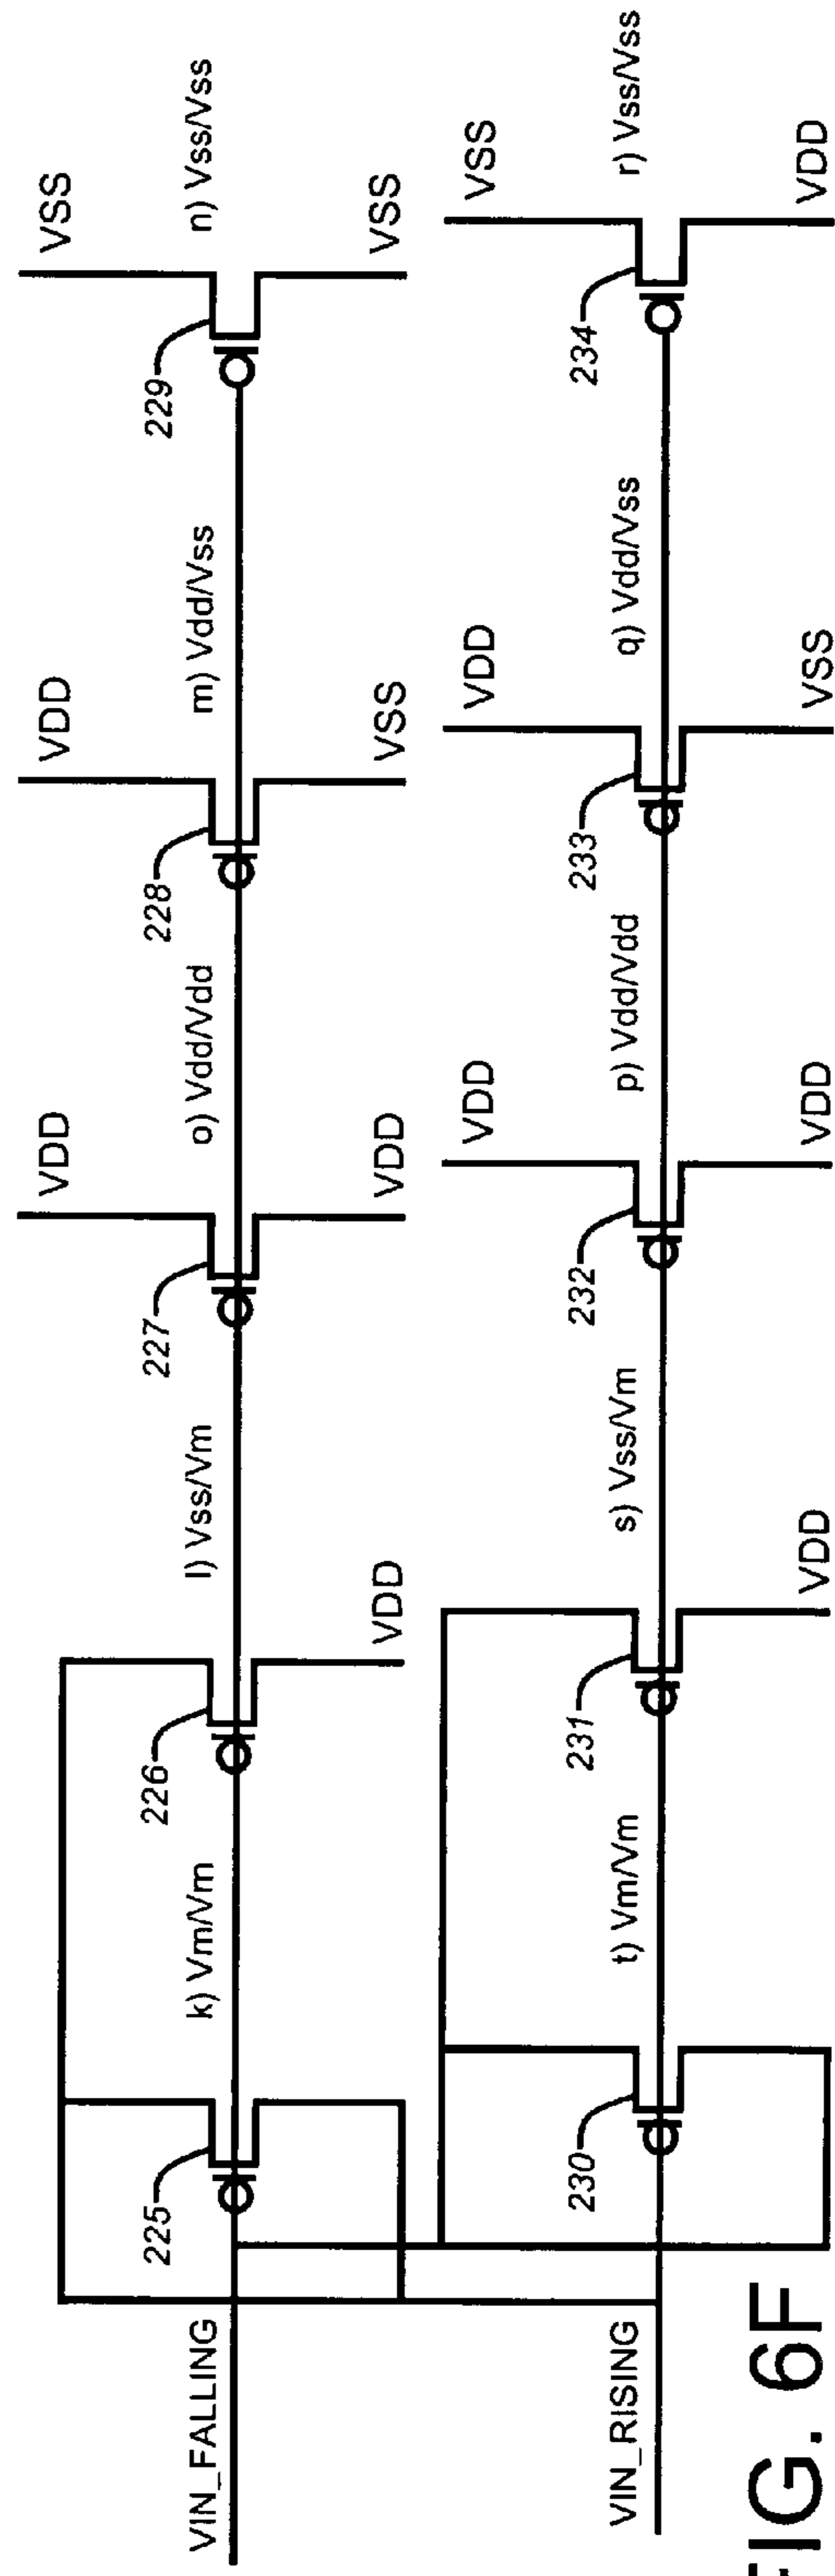 VSS
n) Vss/Vss
VSS
229
m) Vdd/Vss
VDD
VSS
228
o) Vdd/Vdd
VDD
VDD
227
l) Vss/Vm
VDD
226
k) Vm/Vm
225
VIN_FALLING
VSS
r) Vss/Vss
VDD
234
q) Vdd/Vss
VDD
VSS
233
p) Vdd/Vdd
VDD
VDD
232
s) Vss/Vm
VDD
231
t) Vm/Vm
230
VIN_RISING
FIG. 6F